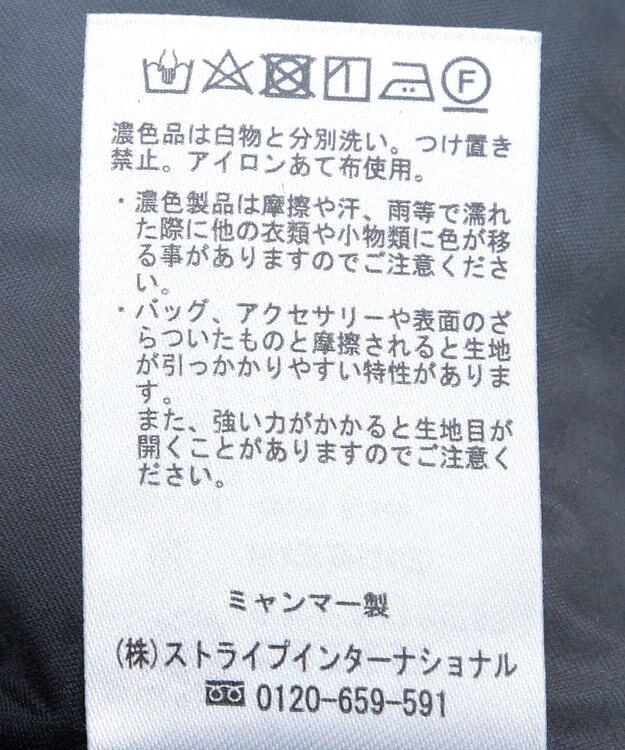 F
濃色品は白物と分別洗い。つけ置き
禁止。アイロンあて布使用。
・濃色製品は摩擦や汗、雨等で濡れ
た際に他の衣類や小物類に色が移
る事がありますのでご注意くださ
い。
・バッグ、アクセサリーや表面のざ
らついたものと摩擦されると生地
が引っかかりやすい特性がありま
す。
また、強い力がかかると生地目が
開くことがありますのでご注意く
ださい。
ミャンマー製
(株)ストライプインターナショナル
0120-659-591